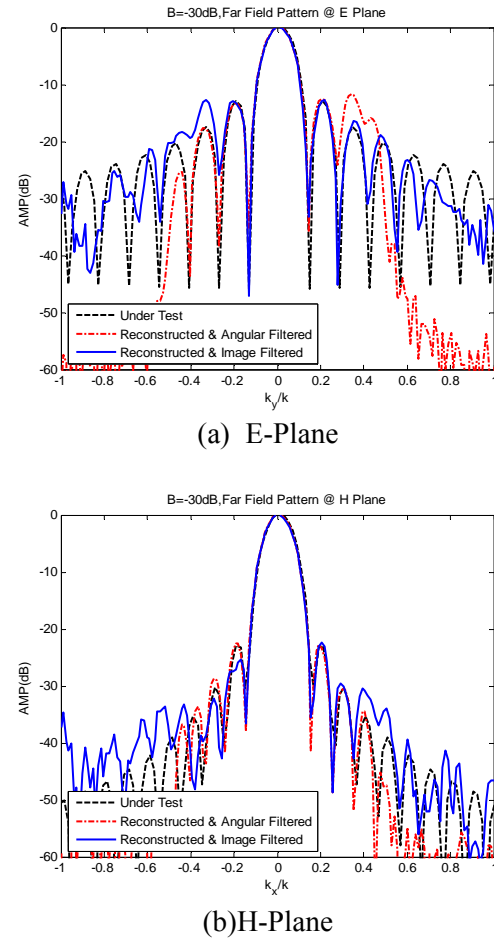 B=-30dB,Far Field Pattern @ E Plane
0
-10
-20
-30
-40
-50
-60
AMP(dB)
Under Test
Reconstructed & Angular Filtered
Reconstructed & Image Filtered
-1 -0.8 -0.6 -0.4 -0.2 0 0.2 0.4 0.6 0.8 1
k_y/k
(a) E-Plane
B=-30dB,Far Field Pattern @ H Plane
0
-10
-20
-30
-40
-50
-60
AMP(dB)
Under Test
Reconstructed & Angular Filtered
Reconstructed & Image Filtered
-1 -0.8 -0.6 -0.4 -0.2 0 0.2 0.4 0.6 0.8 1
k_x/k
(b)H-Plane